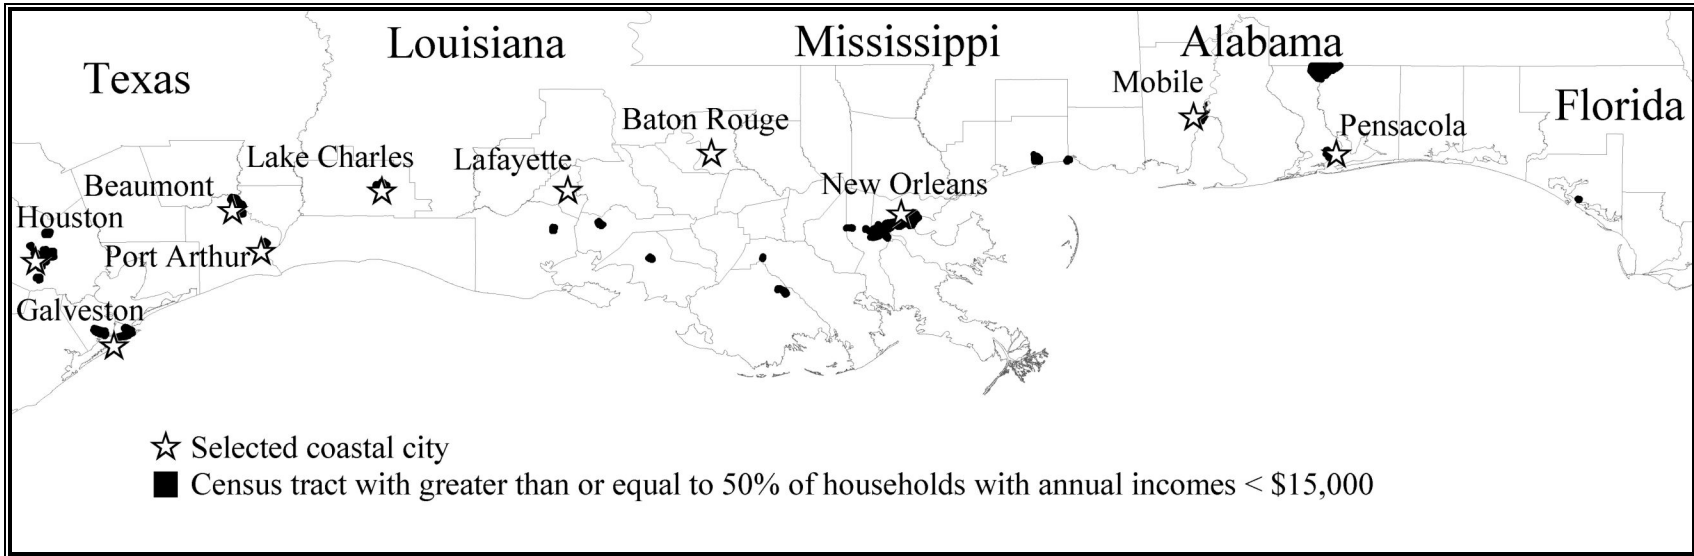 Louisiana
Mississippi
Alabama
Texas
Mobile
Florida
Baton Rouge
Pensacola
Lake Charles
Lafayette
Beaumont
New Orleans
Houston
Port Arthur
Galveston
Selected coastal city
Census tract with greater than or equal to 50% of households with annual incomes < $15,000